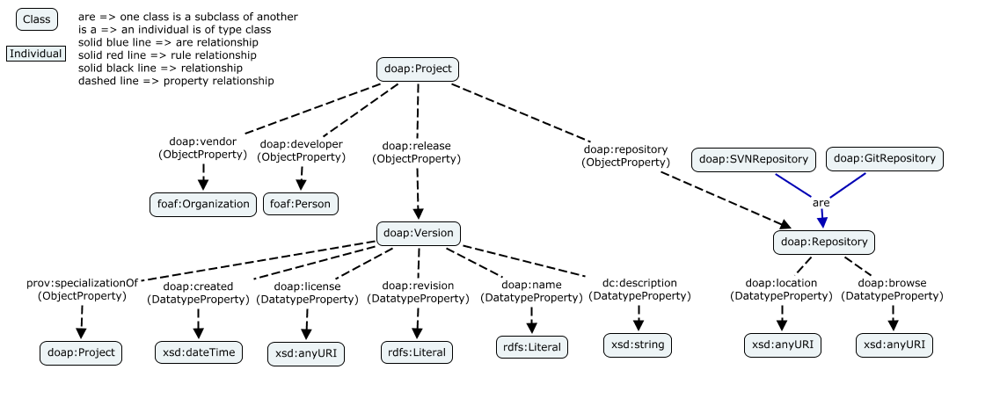 Class
are => one class is a subclass of another
is a => an individual is of type class
solid blue line => are relationship
Individual
solid red line => rule relationship
solid black line => relationship
dashed line => property relationship
doap:Project
doap:vendor
(ObjectProperty)
doap:developer
(ObjectProperty)
doap:release
(ObjectProperty)
doap:repository
(ObjectProperty)
doap:SVNRepository
doap:GitRepository
foaf:Organization
foaf:Person
are
doap:Version
doap:Repository
prov:specializationOf
(ObjectProperty)
doap:created
(DatatypeProperty)
doap:license
(DatatypeProperty)
doap:revision
(DatatypeProperty)
doap:name
(DatatypeProperty)
dc:description
(DatatypeProperty)
doap:location
(DatatypeProperty)
doap:browse
(DatatypeProperty)
doap:Project
xsd:dateTime
xsd:anyURI
rdfs:Literal
rdfs:Literal
xsd:string
xsd:anyURI
xsd:anyURI